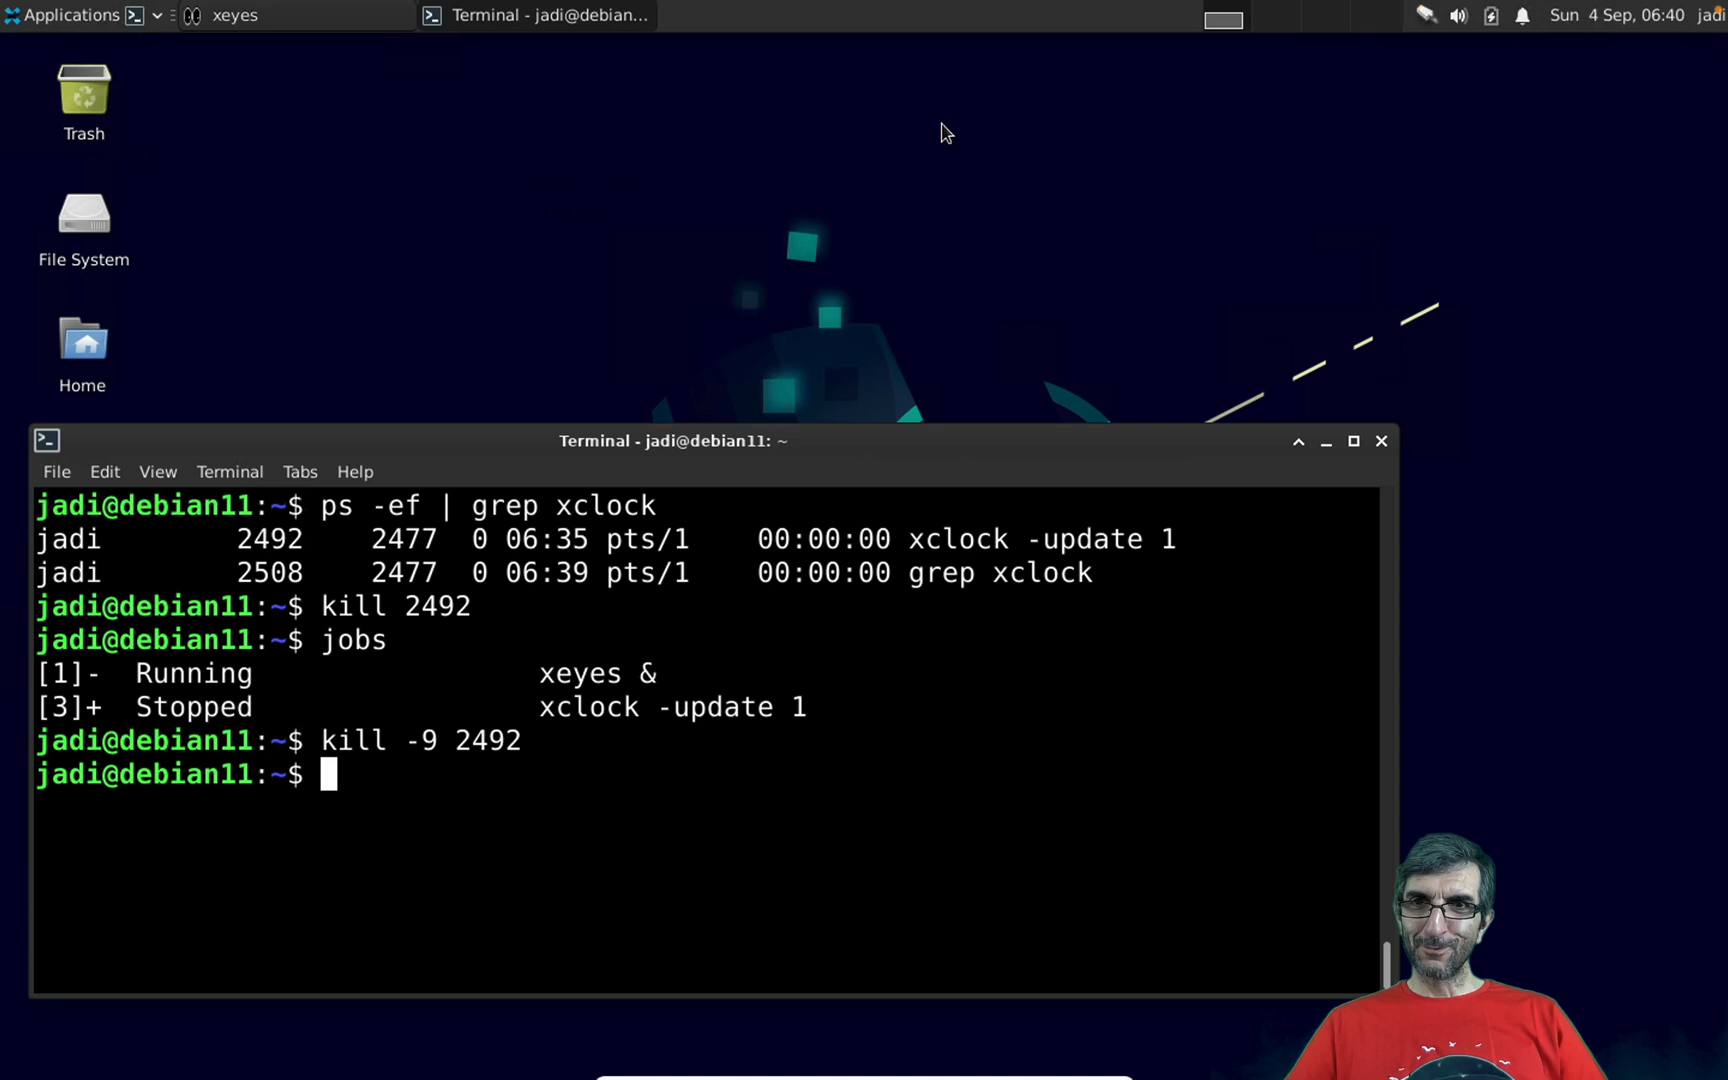 Applications
xeyes
Terminal - jadi@debian...
Sun 4 Sep, 06:40
jadi
Trash
File System
Home
Terminal - jadi@debian11: ~
File Edit View Terminal Tabs Help
jadi@debian11:~$ ps -ef | grep xclock
jadi 2492 2477 0 06:35 pts/1 00:00:00 xclock -update 1
jadi 2508 2477 0 06:39 pts/1 00:00:00 grep xclock
jadi@debian11:~$ kill 2492
jadi@debian11:~$ jobs
[1]- Running xeyes &
[3]+ Stopped xclock -update 1
jadi@debian11:~$ kill -9 2492
jadi@debian11:~$